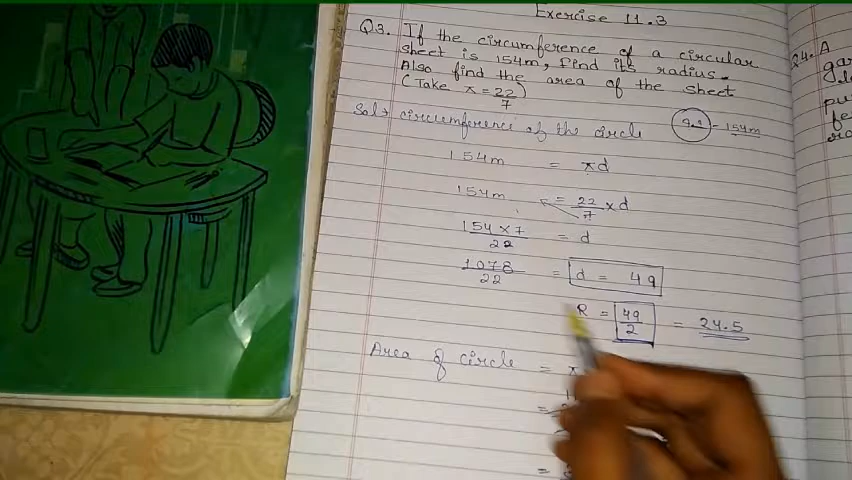 Exercise 11.3
Q3. If the circumference of a circular
sheet is 154m, find its radius.
Also find the area of the sheet
(Take π = 22/7)
Sol> circumference of the circle
= 154m
154m = πd
154m = 22/7 × d
154 × 7/22 = d
1078/22 = d = 49
R = 49/2 = 24.5
Area of circle = π
=
=
24. A